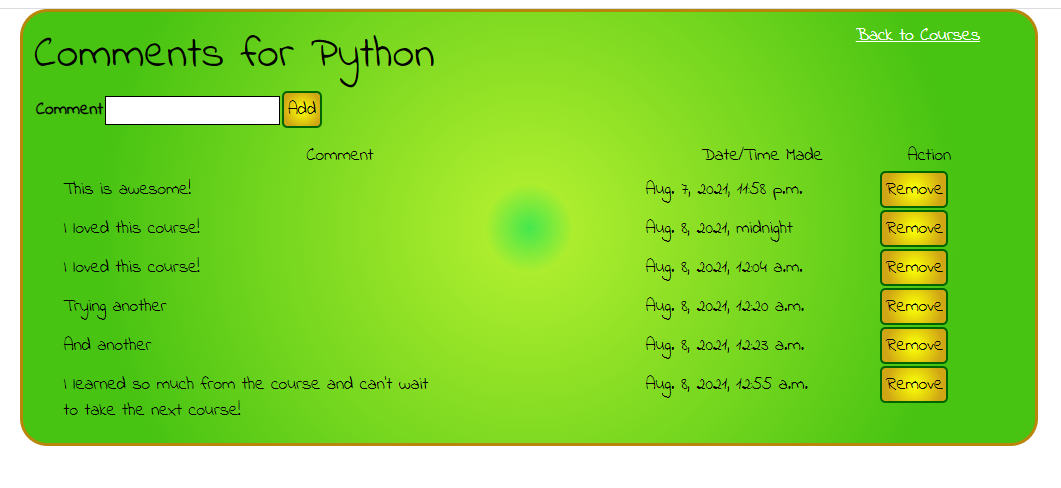 Back to Courses
Comments for Python
Comment Add
Comment Date/Time Made Action
This is awesome! Aug. 7, 2021, 11:58 p.m. Remove
I loved this course! Aug. 8, 2021, midnight Remove
I loved this course! Aug. 8, 2021, 12:04 a.m. Remove
Trying another Aug. 8, 2021, 12:20 a.m. Remove
And another Aug. 8, 2021, 12:23 a.m. Remove
I learned so much from the course and can't wait Aug. 8, 2021, 12:55 a.m. Remove
to take the next course!